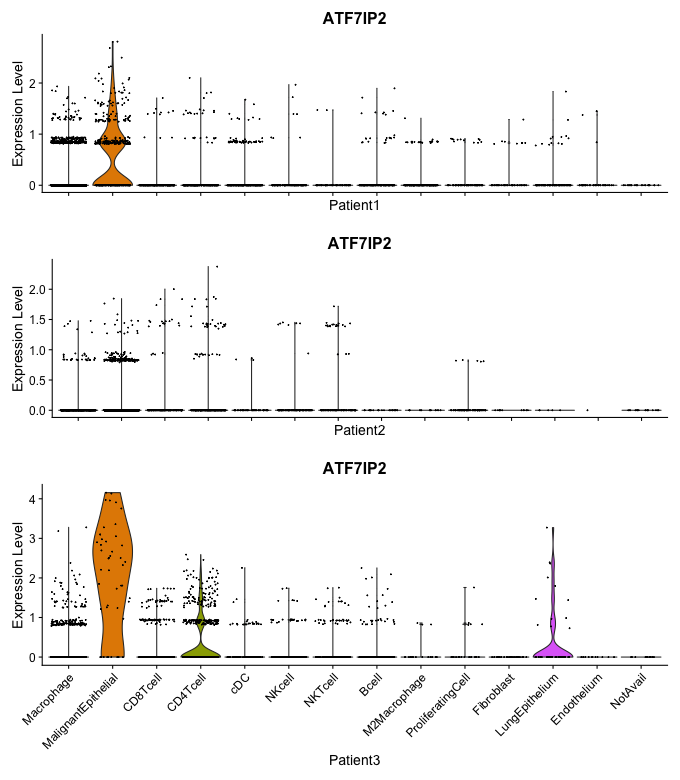 ATF7IP2
Expression Level
2
1
0
Patient1
ATF7IP2
Expression Level
2.0
1.5
1.0
0.5
0.0
Patient2
ATF7IP2
Expression Level
4
3
2
1
0
Macrophage
MalignantEpithelial
CD8Tcell
CD4Tcell
cDC
NKcell
NKTcell
Bcell
M2Macrophage
ProliferatingCell
Fibroblast
LungEpithelium
Endothelium
NotAvail
Patient3